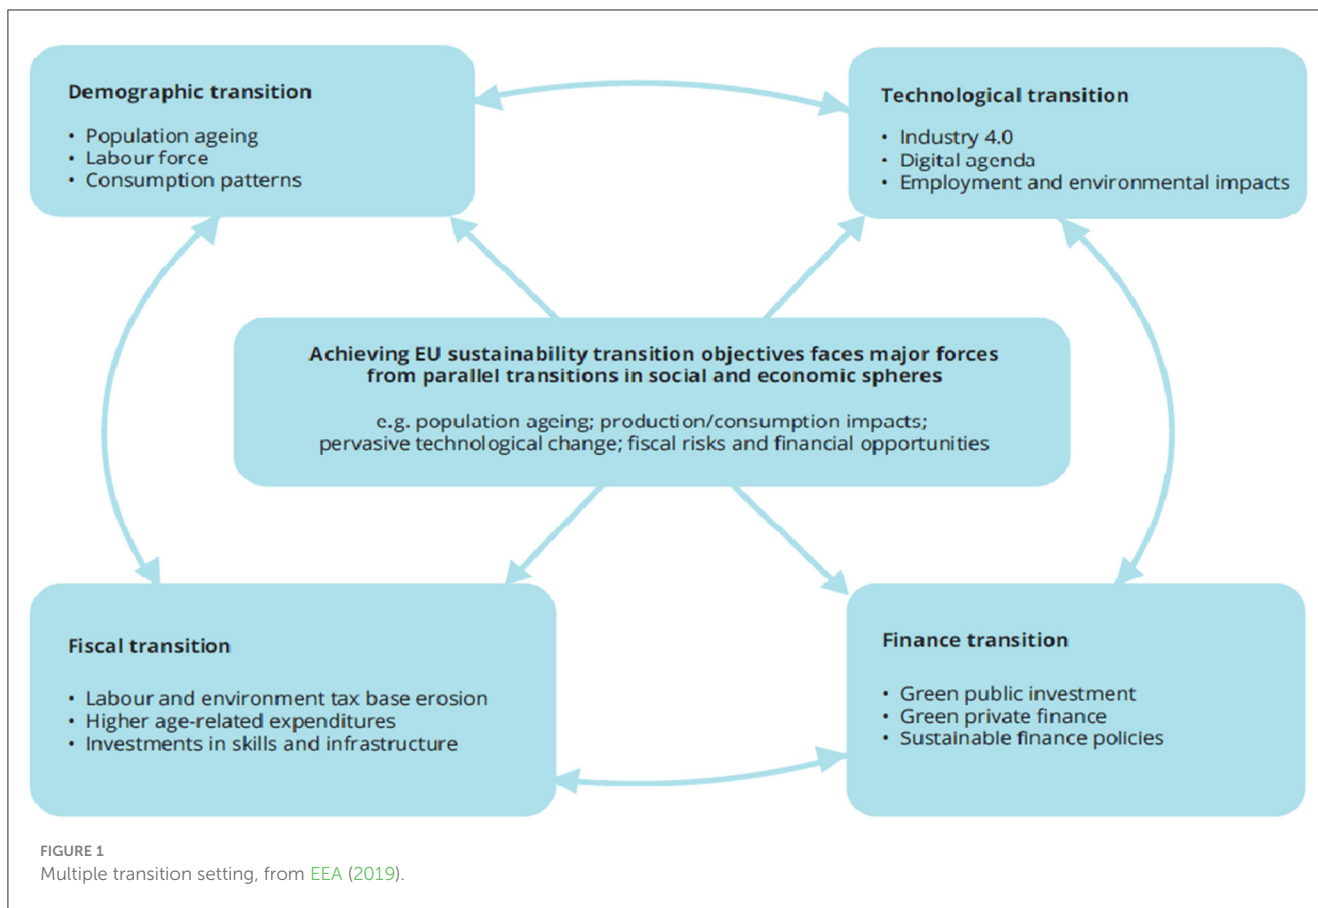 Demographic transition
• Population ageing
• Labour force
• Consumption patterns
Technological transition
• Industry 4.0
• Digital agenda
• Employment and environmental impacts
Achieving EU sustainability transition objectives faces major forces
from parallel transitions in social and economic spheres
e.g. population ageing; production/consumption impacts;
pervasive technological change; fiscal risks and financial opportunities
Fiscal transition
• Labour and environment tax base erosion
• Higher age-related expenditures
• Investments in skills and infrastructure
Finance transition
• Green public investment
• Green private finance
• Sustainable finance policies
FIGURE 1
Multiple transition setting, from EEA (2019).